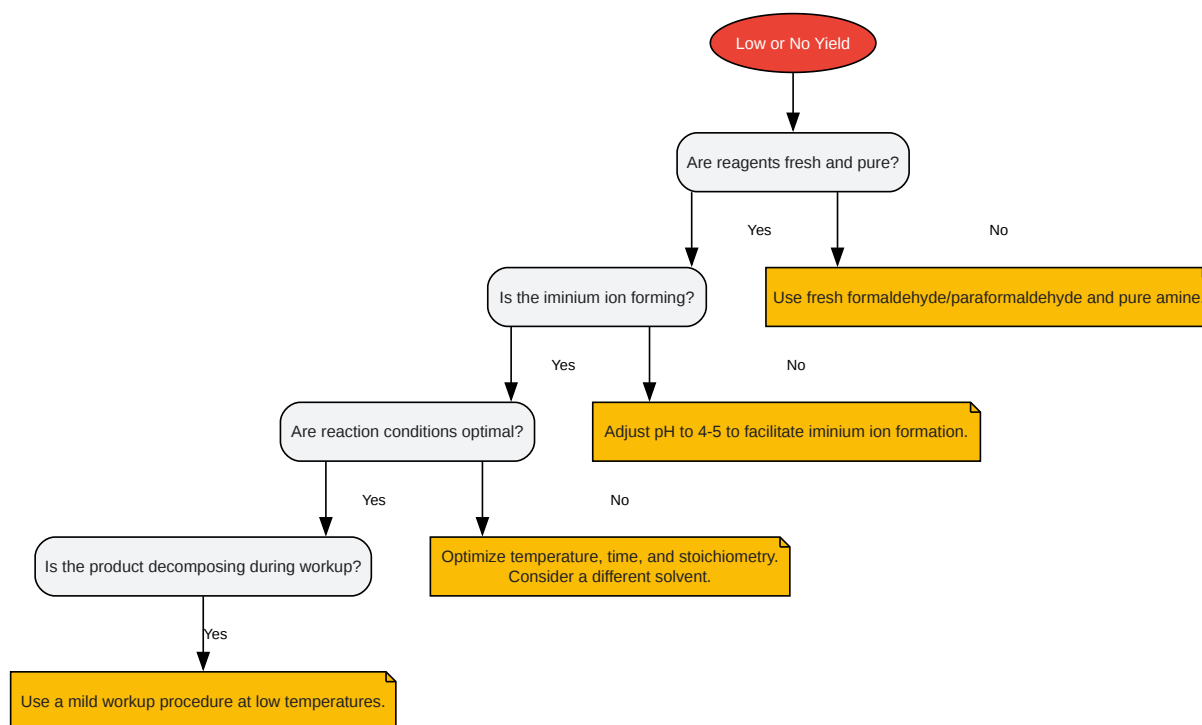 Low or No Yield
Are reagents fresh and pure?
Yes
No
Is the iminium ion forming?
Use fresh formaldehyde/paraformaldehyde and pure amine.
Yes
No
Are reaction conditions optimal?
Adjust pH to 4-5 to facilitate iminium ion formation.
Yes
No
Is the product decomposing during workup?
Optimize temperature, time, and stoichiometry.
Consider a different solvent.
Yes
Use a mild workup procedure at low temperatures.